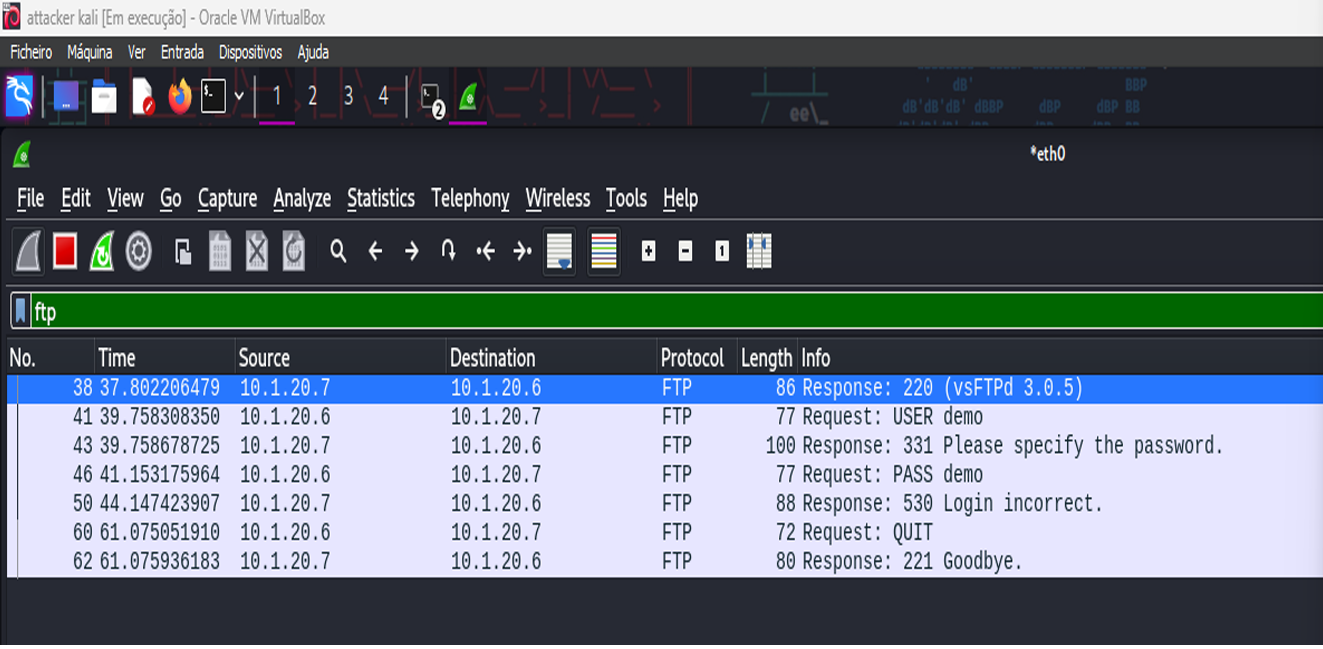 attacker kali [Em execução] - Oracle VM VirtualBox
Ficheiro Máquina Ver Entrada Dispositivos Ajuda
1 2 3 4 2
*eth0
File Edit View Go Capture Analyze Statistics Telephony Wireless Tools Help
ftp
No. Time Source Destination Protocol Length Info
38 37.802206479 10.1.20.7 10.1.20.6 FTP 86 Response: 220 (vsFTPd 3.0.5)
41 39.758308350 10.1.20.6 10.1.20.7 FTP 77 Request: USER demo
43 39.758678725 10.1.20.7 10.1.20.6 FTP 100 Response: 331 Please specify the password.
46 41.153175964 10.1.20.6 10.1.20.7 FTP 77 Request: PASS demo
50 44.147423907 10.1.20.7 10.1.20.6 FTP 88 Response: 530 Login incorrect.
60 61.075051910 10.1.20.6 10.1.20.7 FTP 72 Request: QUIT
62 61.075936183 10.1.20.7 10.1.20.6 FTP 80 Response: 221 Goodbye.